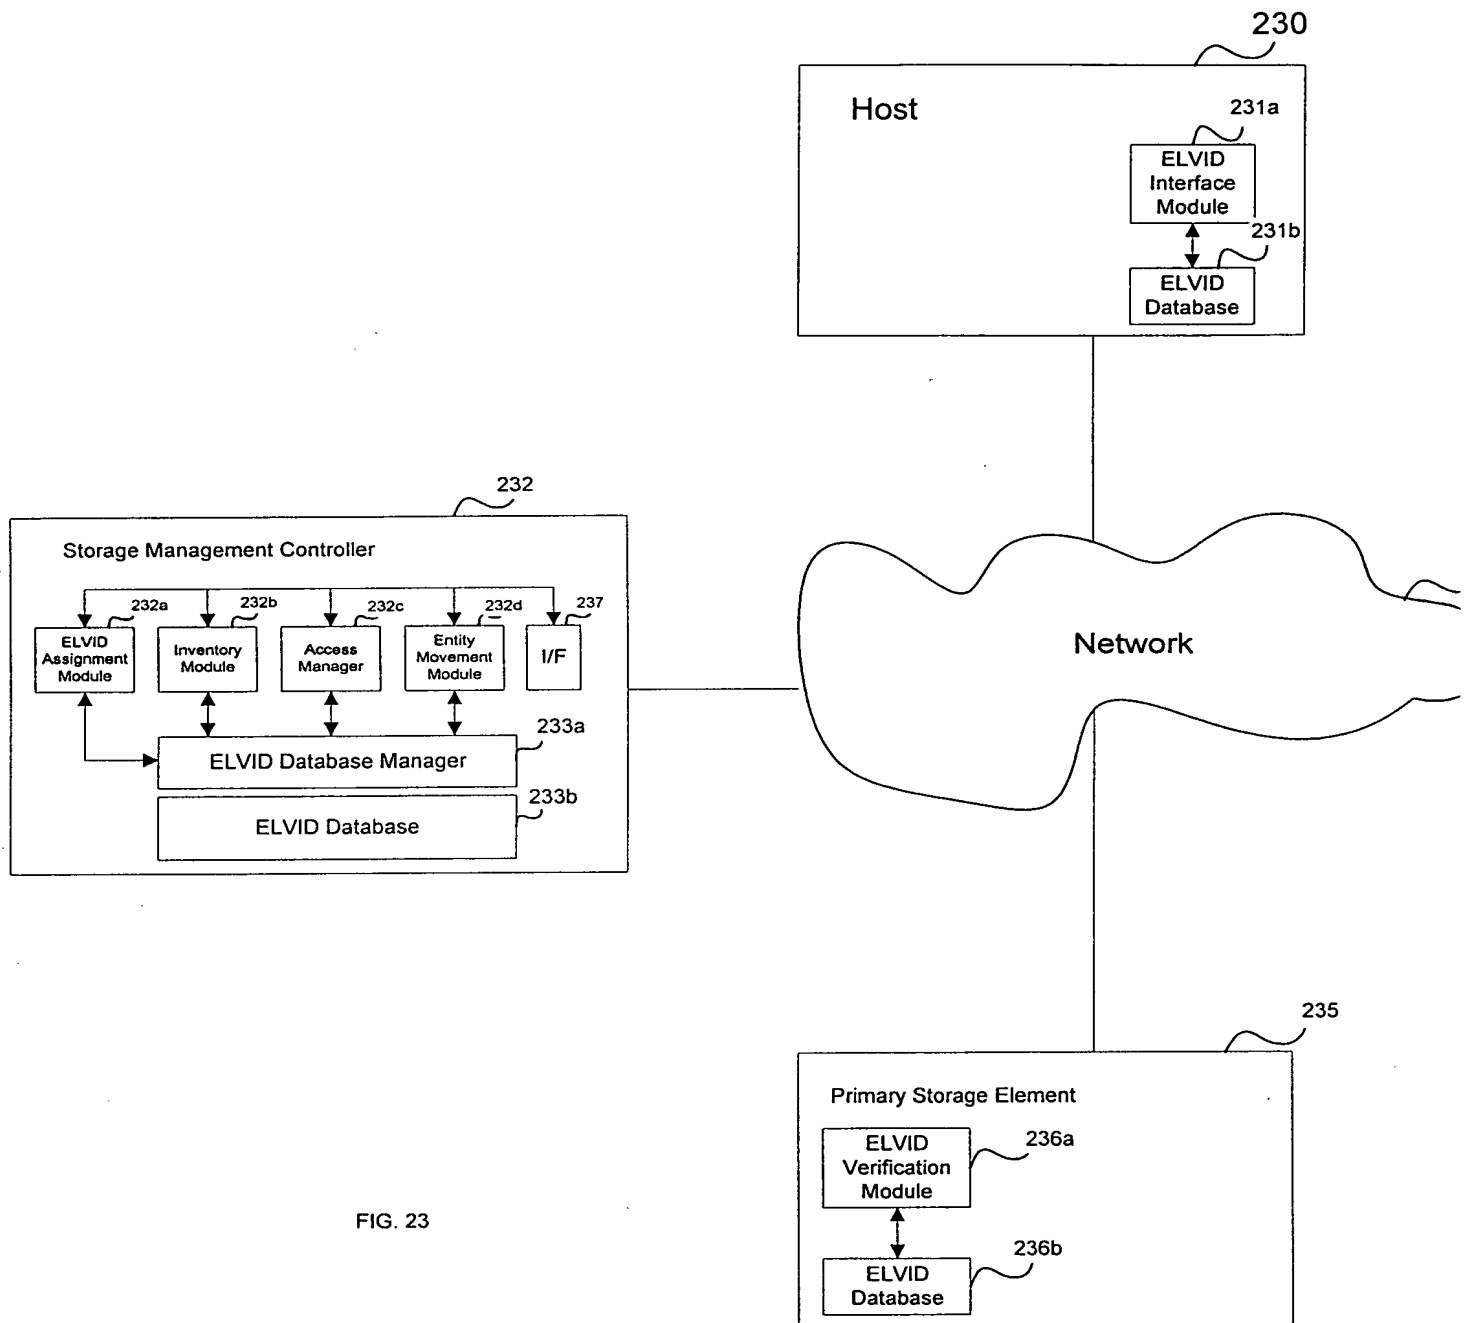 230
Host
231a
ELVID
Interface
Module
231b
ELVID
Database
232
Storage Management Controller
232a
232b
232c
232d
237
ELVID
Assignment
Module
Inventory
Module
Access
Manager
Entity
Movement
Module
I/F
Network
233a
ELVID Database Manager
233b
ELVID Database
235
Primary Storage Element
ELVID
Verification
Module
236a
FIG. 23
236b
ELVID
Database